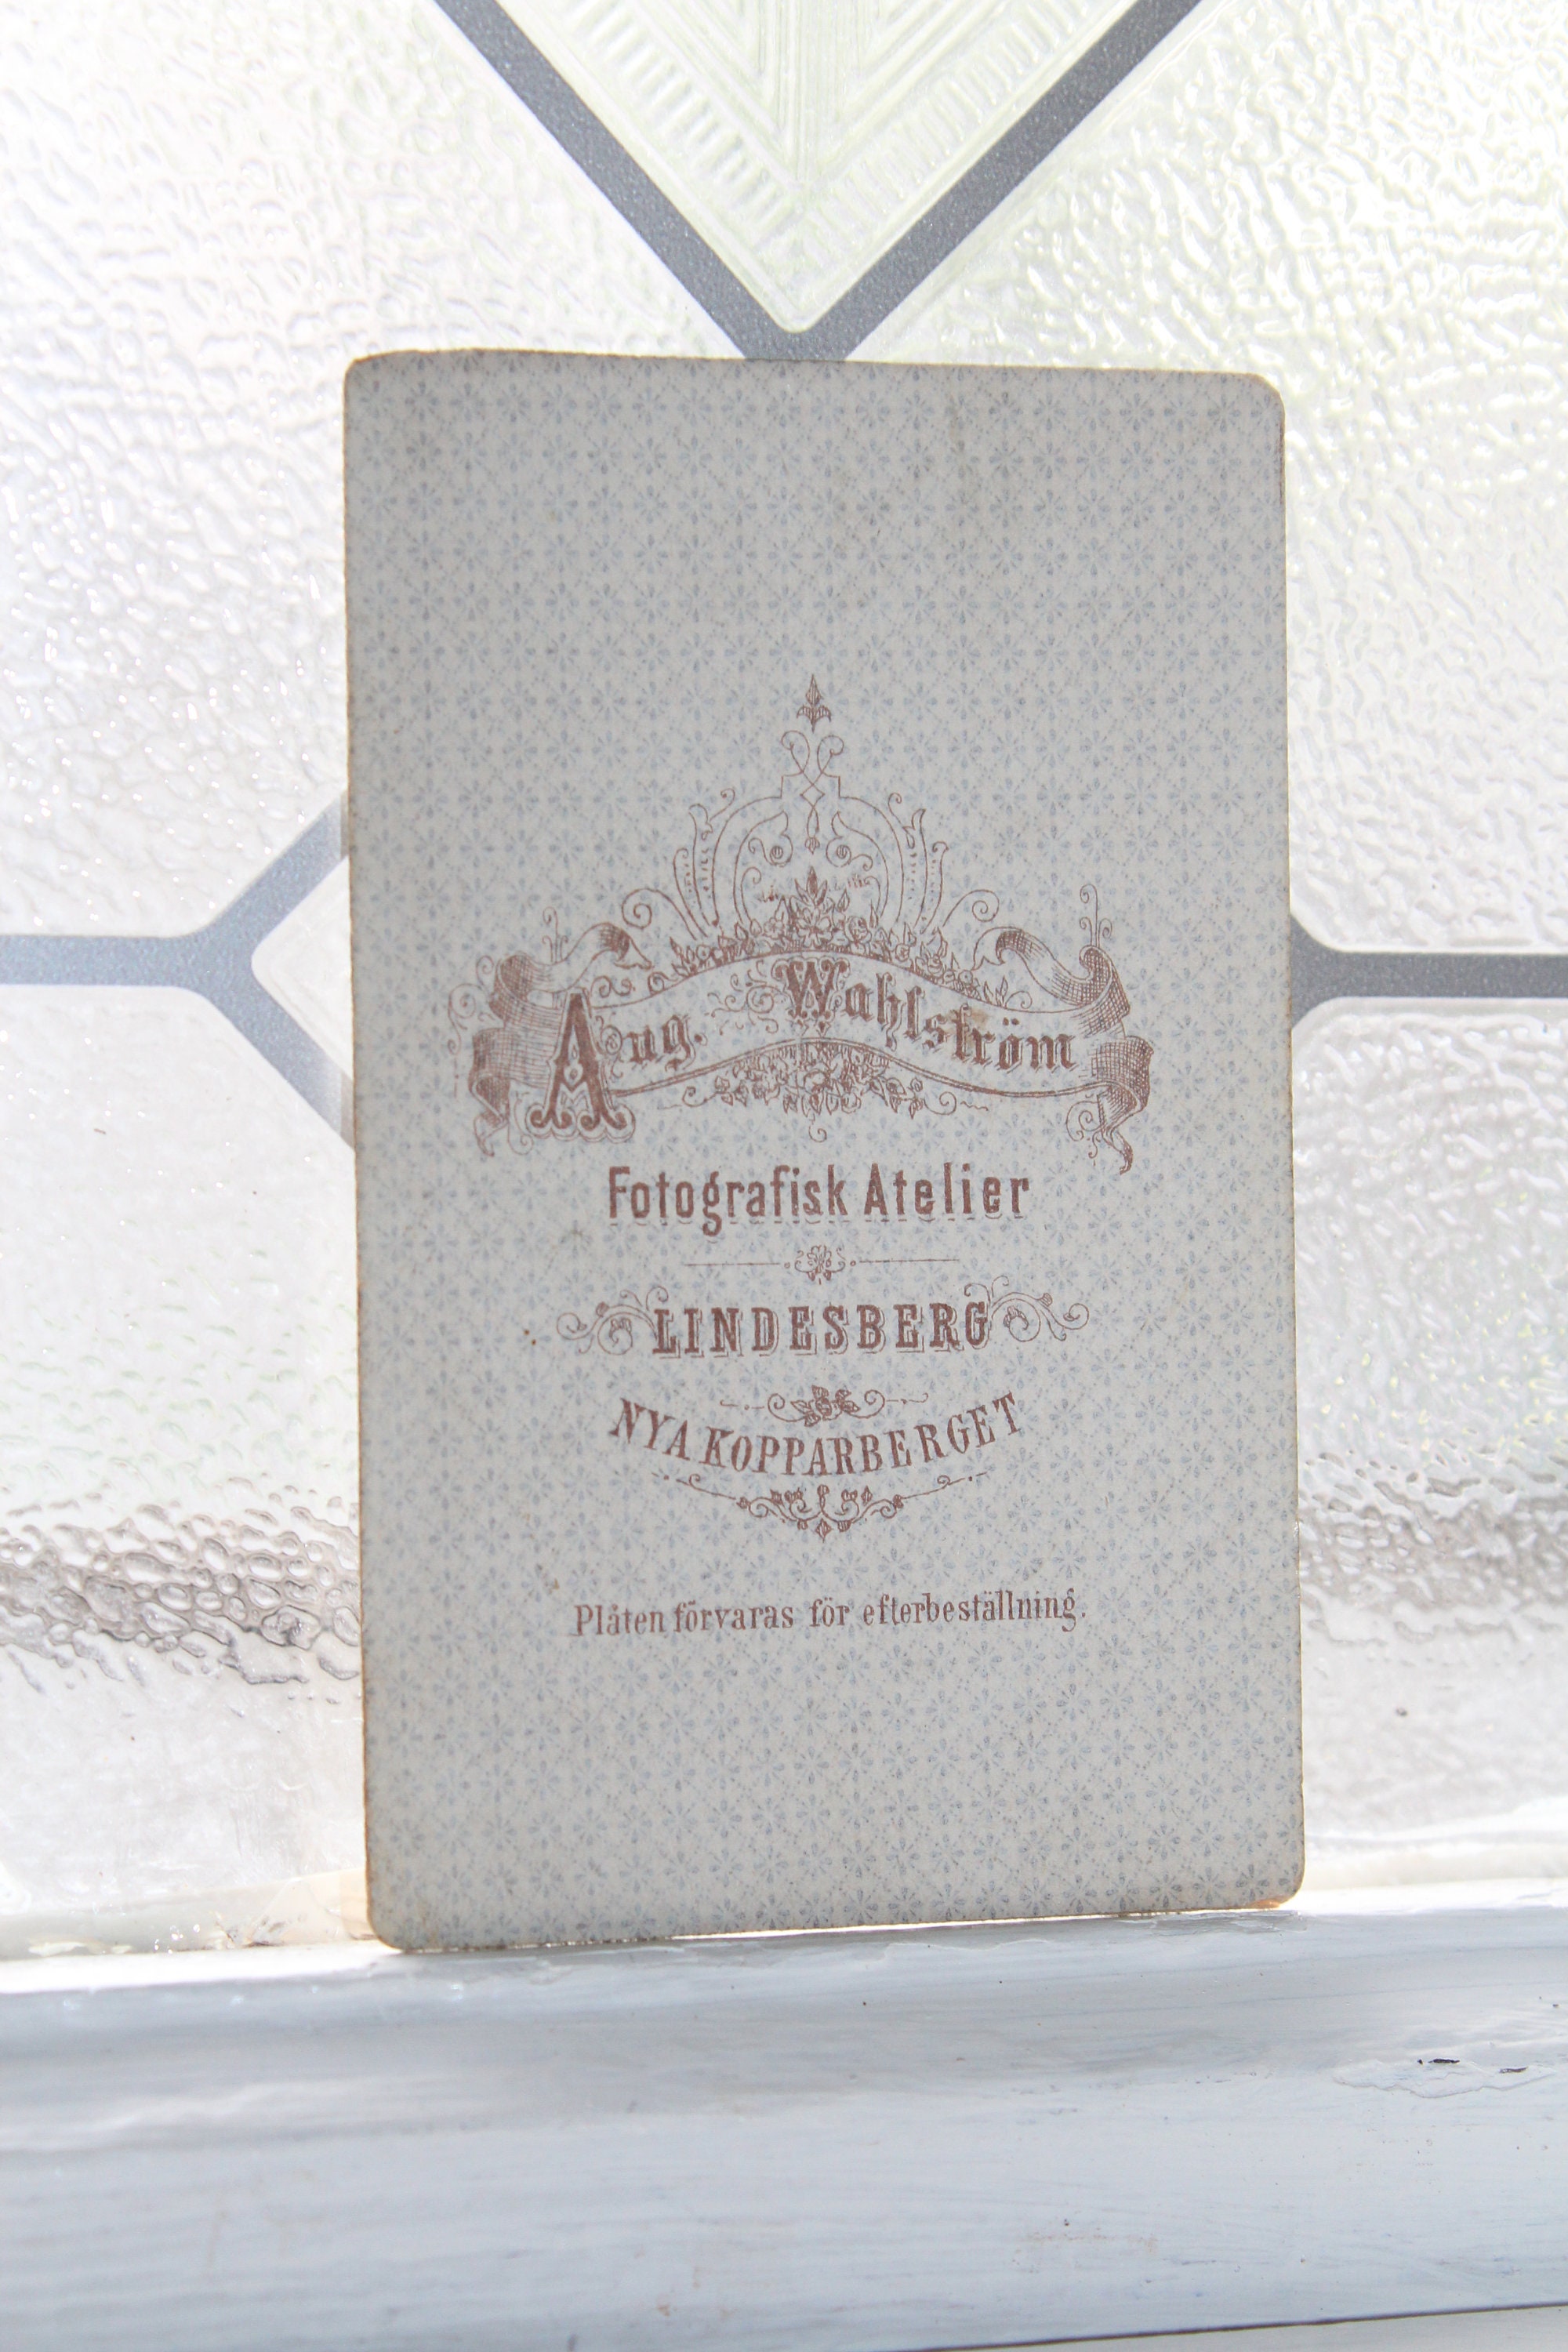 Aug. Wahlström
Fotografisk Atelier
LINDESBERG
NYA KOPPARBERGET
Plåten förvaras för efterbeställning.